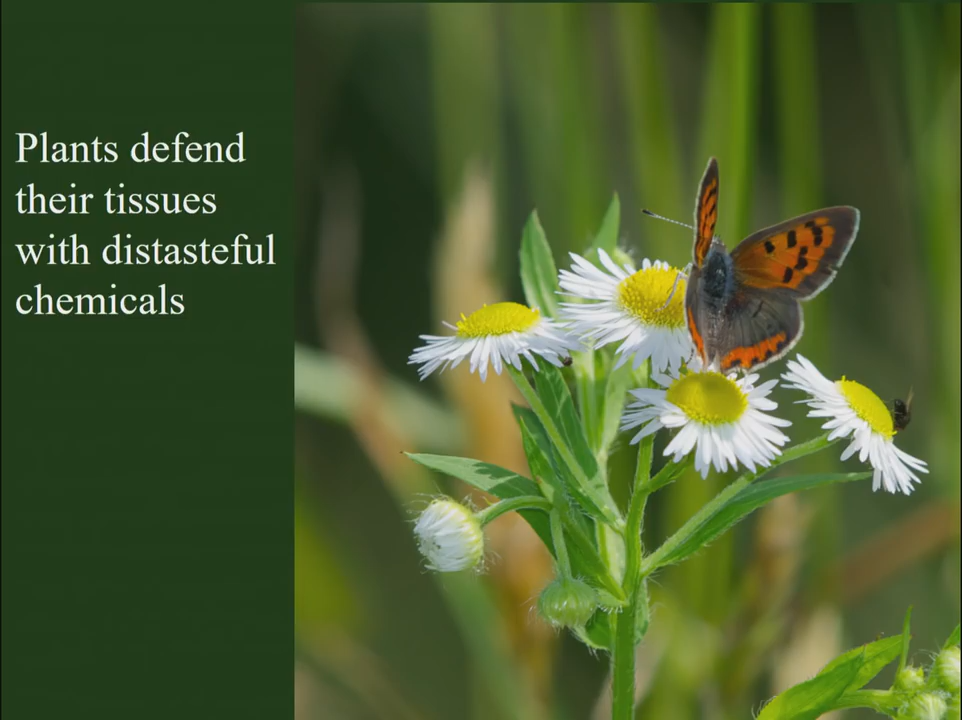 Plants defend
their tissues
with distasteful
chemicals